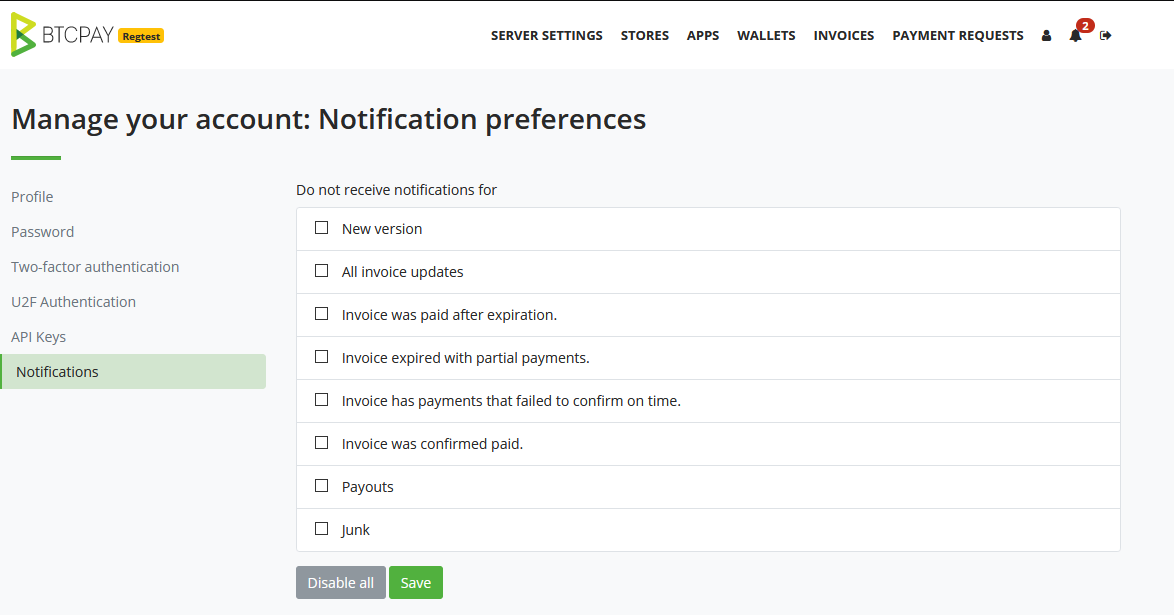 BTCPAY Regtest SERVER SETTINGS STORES APPS WALLETS INVOICES PAYMENT REQUESTS 2
Manage your account: Notification preferences
Profile
Password
Two-factor authentication
U2F Authentication
API Keys
Notifications
Do not receive notifications for
New version
All invoice updates
Invoice was paid after expiration.
Invoice expired with partial payments.
Invoice has payments that failed to confirm on time.
Invoice was confirmed paid.
Payouts
Junk
Disable all Save